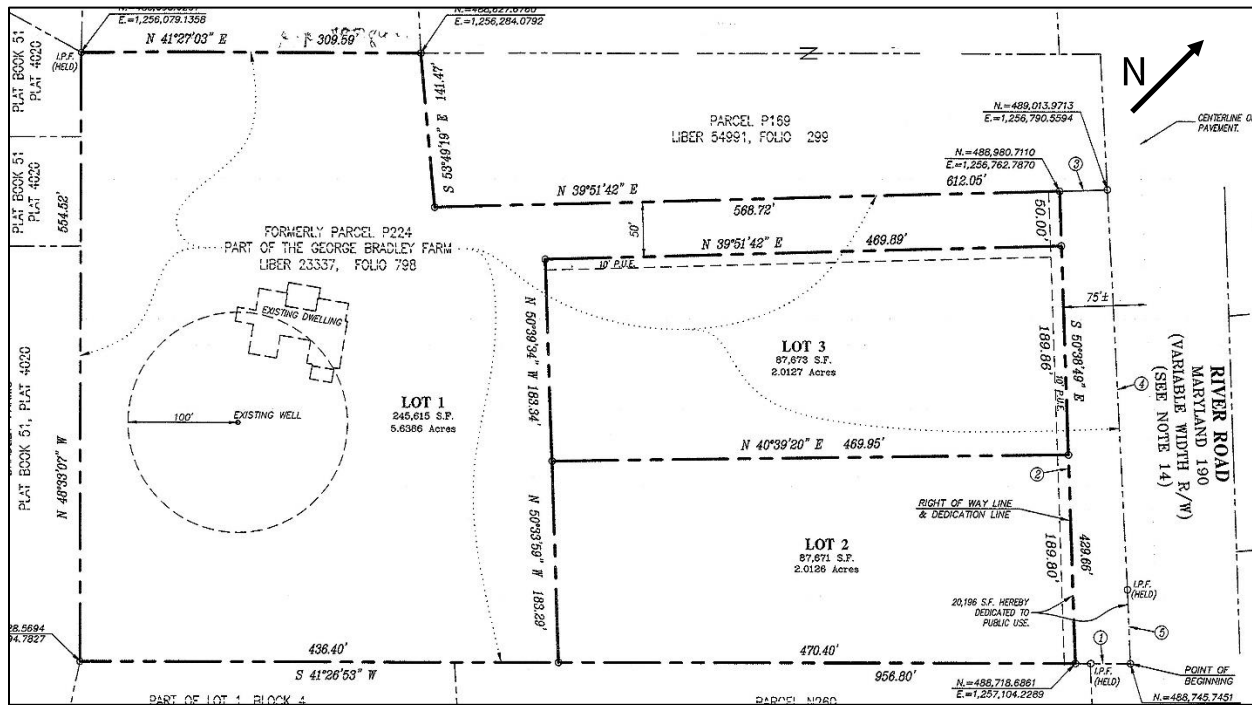 E.=1,256,079.1358
E.=1,256,284.0792
N 41°27'03" E
309.59'
I.P.F.
(HELD)
PLAT BOOK 51
PLAT 4020
N
N
N.=489,013.9713
E.=1,256,790.5594
CENTERLINE OF
PAVEMENT.
141.47'
S 53°49'19" E
PARCEL P169
LIBER 54991, FOLIO 299
N.=488,980.7110
E.=1,256,762.7870
3
N 39°51'42" E
612.05'
568.72'
50'
50.00'
PLAT BOOK 51
PLAT 4020
554.52'
FORMERLY PARCEL P224
PART OF THE GEORGE BRADLEY FARM
LIBER 23337, FOLIO 798
N 39°51'42" E
469.89'
10' P.U.E.
75'±
EXISTING DWELLING
N 50°39'34" W 183.34'
LOT 3
87,673 S.F.
2.0127 Acres
189.86'
10' P.U.E.
S 50°38'49" E
4
RIVER ROAD
MARYLAND 190
(VARIABLE WIDTH R/W)
(SEE NOTE 14)
PLAT BOOK 51, PLAT 4020
N 48°33'07" W
100'
EXISTING WELL
LOT 1
245,615 S.F.
5.6386 Acres
N 40°39'20" E 469.95'
2
RIGHT OF WAY LINE
& DEDICATION LINE
N 50°33'59" W 183.29'
LOT 2
87,671 S.F.
2.0126 Acres
189.80'
429.66'
20,196 S.F. HEREBY
DEDICATED TO
PUBLIC USE.
I.P.F.
(HELD)
5
436.40'
470.40'
1
S 41°26'53" W
956.80'
I.P.F.
(HELD)
POINT OF
BEGINNING
N.=488,718.6861
E.=1,257,104.2289
N.=488,745.7451
PART OF LOT 1, BLOCK 4
PARCEL N260